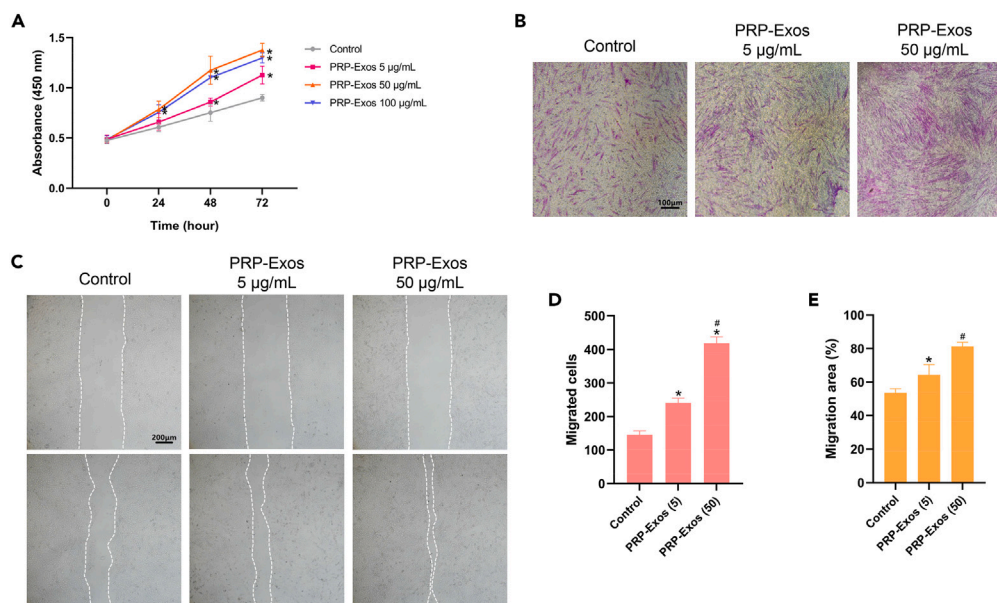 A
1.5
1.0
0.5
0.0
Absorbance (450 nm)
0
24
48
72
Time (hour)
*
*
*
*
*
*
*
*
Control
PRP-Exos 5 µg/mL
PRP-Exos 50 µg/mL
PRP-Exos 100 µg/mL
B
Control
PRP-Exos
5 µg/mL
PRP-Exos
50 µg/mL
100µm
C
Control
PRP-Exos
5 µg/mL
PRP-Exos
50 µg/mL
200µm
D
500
400
300
200
100
0
Migrated cells
*
#
*
Control
PRP-Exos (5)
PRP-Exos (50)
E
80
60
40
20
0
Migration area (%)
*
#
Control
PRP-Exos (5)
PRP-Exos (50)